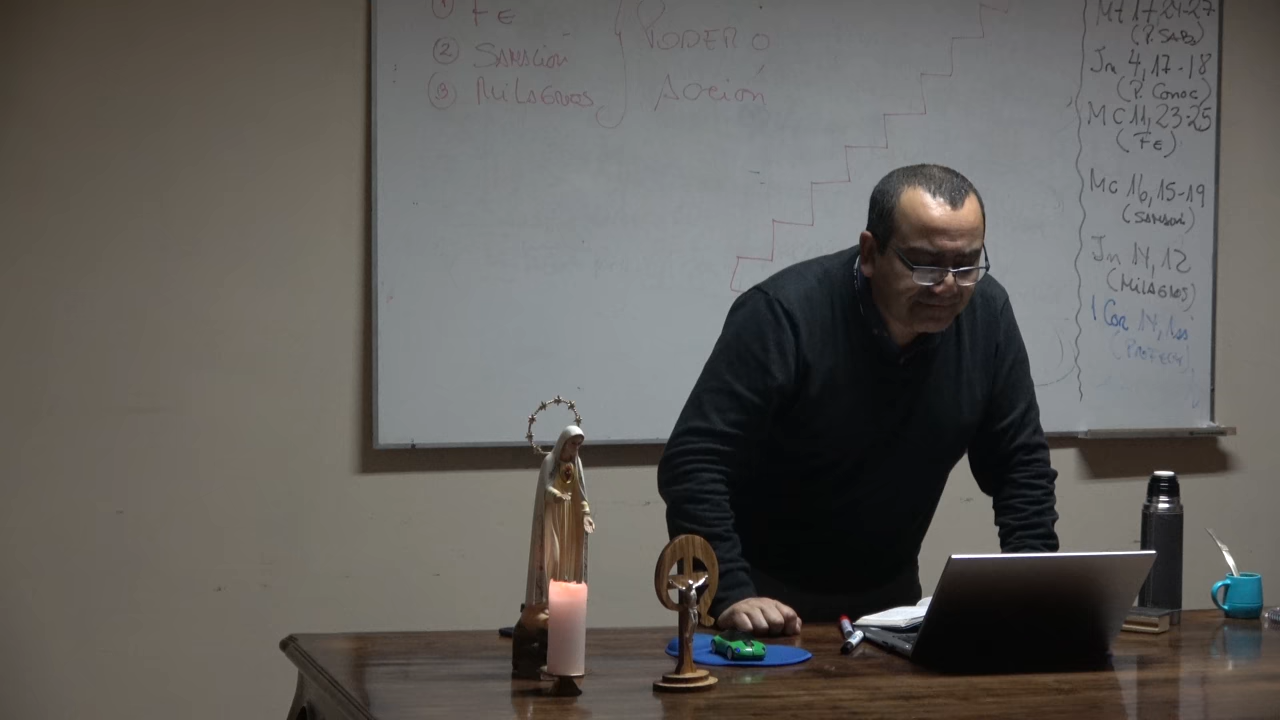 ① FE
② SANACIÓN
③ MILAGROS
PODER O
ACCIÓN
Mt 17,24-27
(P. SAB)
Jn 4,17-18
(P. Conoc)
MC 11,23-25
(FE)
Mc 16,15-19
(SANACIÓN)
Jn 14,12
(MILAGROS)
1 Cor 14,1ss